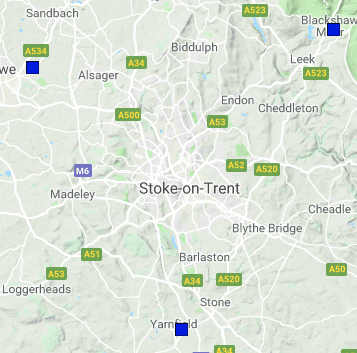 Sandbach
A523
Blackshaw
Moor
A534
Biddulph
Leek
we
A34
Alsager
A523
Endon
Cheddleton
A500
A53
A52
A520
M6
Stoke-on-Trent
Madeley
Cheadle
Blythe Bridge
A51
Barlaston
A53
A50
A34
A520
Loggerheads
Stone
Yarnfield
A34